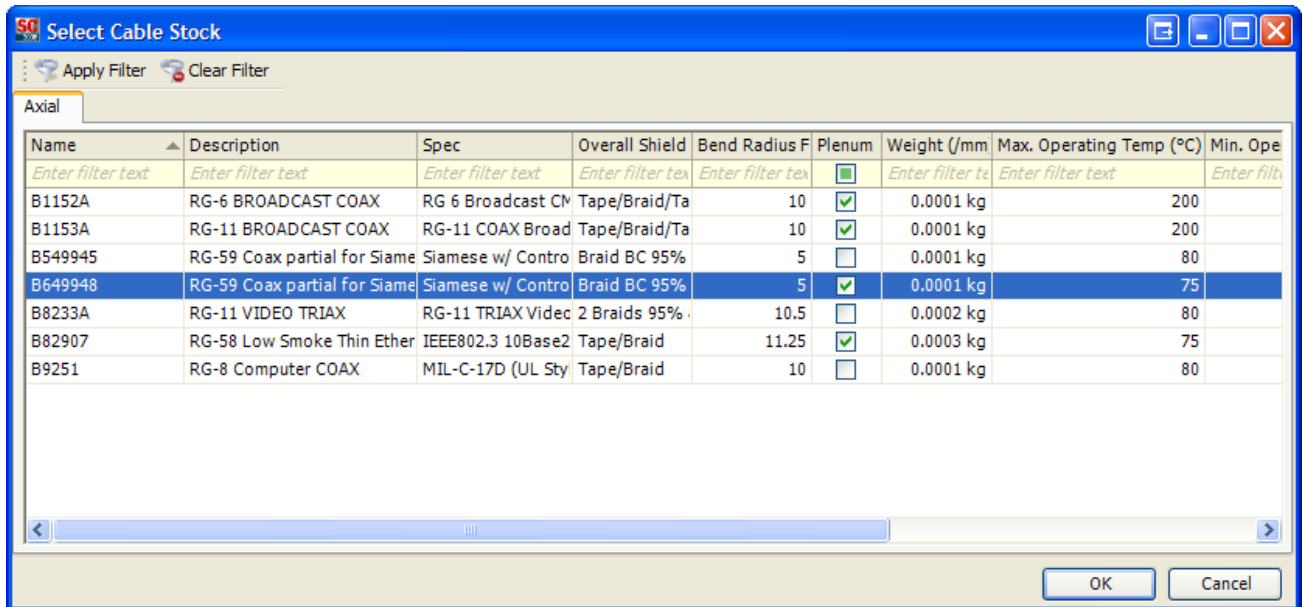 SC Select Cable Stock
Apply Filter Clear Filter
Axial
Name Description Spec Overall Shield Bend Radius F Plenum Weight (/mm Max. Operating Temp (°C) Min. Ope
Enter filter text Enter filter text Enter filter text Enter filter tex Enter filter tex Enter filter te Enter filter text Enter filt
B1152A RG-6 BROADCAST COAX RG 6 Broadcast CM Tape/Braid/Ta 10 0.0001 kg 200
B1153A RG-11 BROADCAST COAX RG-11 COAX Broad Tape/Braid/Ta 10 0.0001 kg 200
B549945 RG-59 Coax partial for Siame Siamese w/ Contro Braid BC 95% 5 0.0001 kg 80
B649948 RG-59 Coax partial for Siame Siamese w/ Contro Braid BC 95% 5 0.0001 kg 75
B8233A RG-11 VIDEO TRIAX RG-11 TRIAX Video 2 Braids 95% 10.5 0.0002 kg 80
B82907 RG-58 Low Smoke Thin Ether IEEE802.3 10Base2 Tape/Braid 11.25 0.0003 kg 75
B9251 RG-8 Computer COAX MIL-C-17D (UL Styl Tape/Braid 10 0.0001 kg 80
OK Cancel